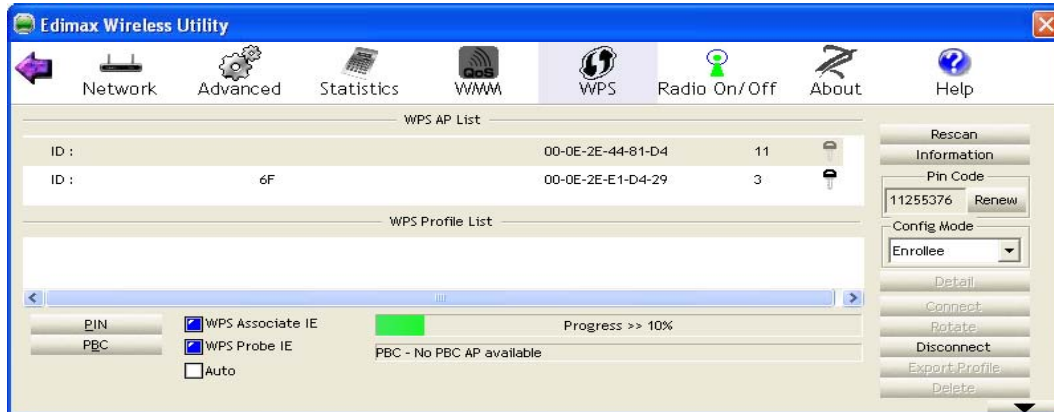 Edimax Wireless Utility
Network Advanced Statistics QoS WMM WPS Radio On/Off About Help
WPS AP List
ID : 00-0E-2E-44-81-D4 11
ID : 6F 00-0E-2E-E1-D4-29 3
WPS Profile List
Rescan
Information
Pin Code
11255376 Renew
Config Mode
Enrollee
Detail
Connect
Rotate
Disconnect
Export Profile
Delete
PIN
PBC
WPS Associate IE
WPS Probe IE
Auto
Progress >> 10%
PBC - No PBC AP available